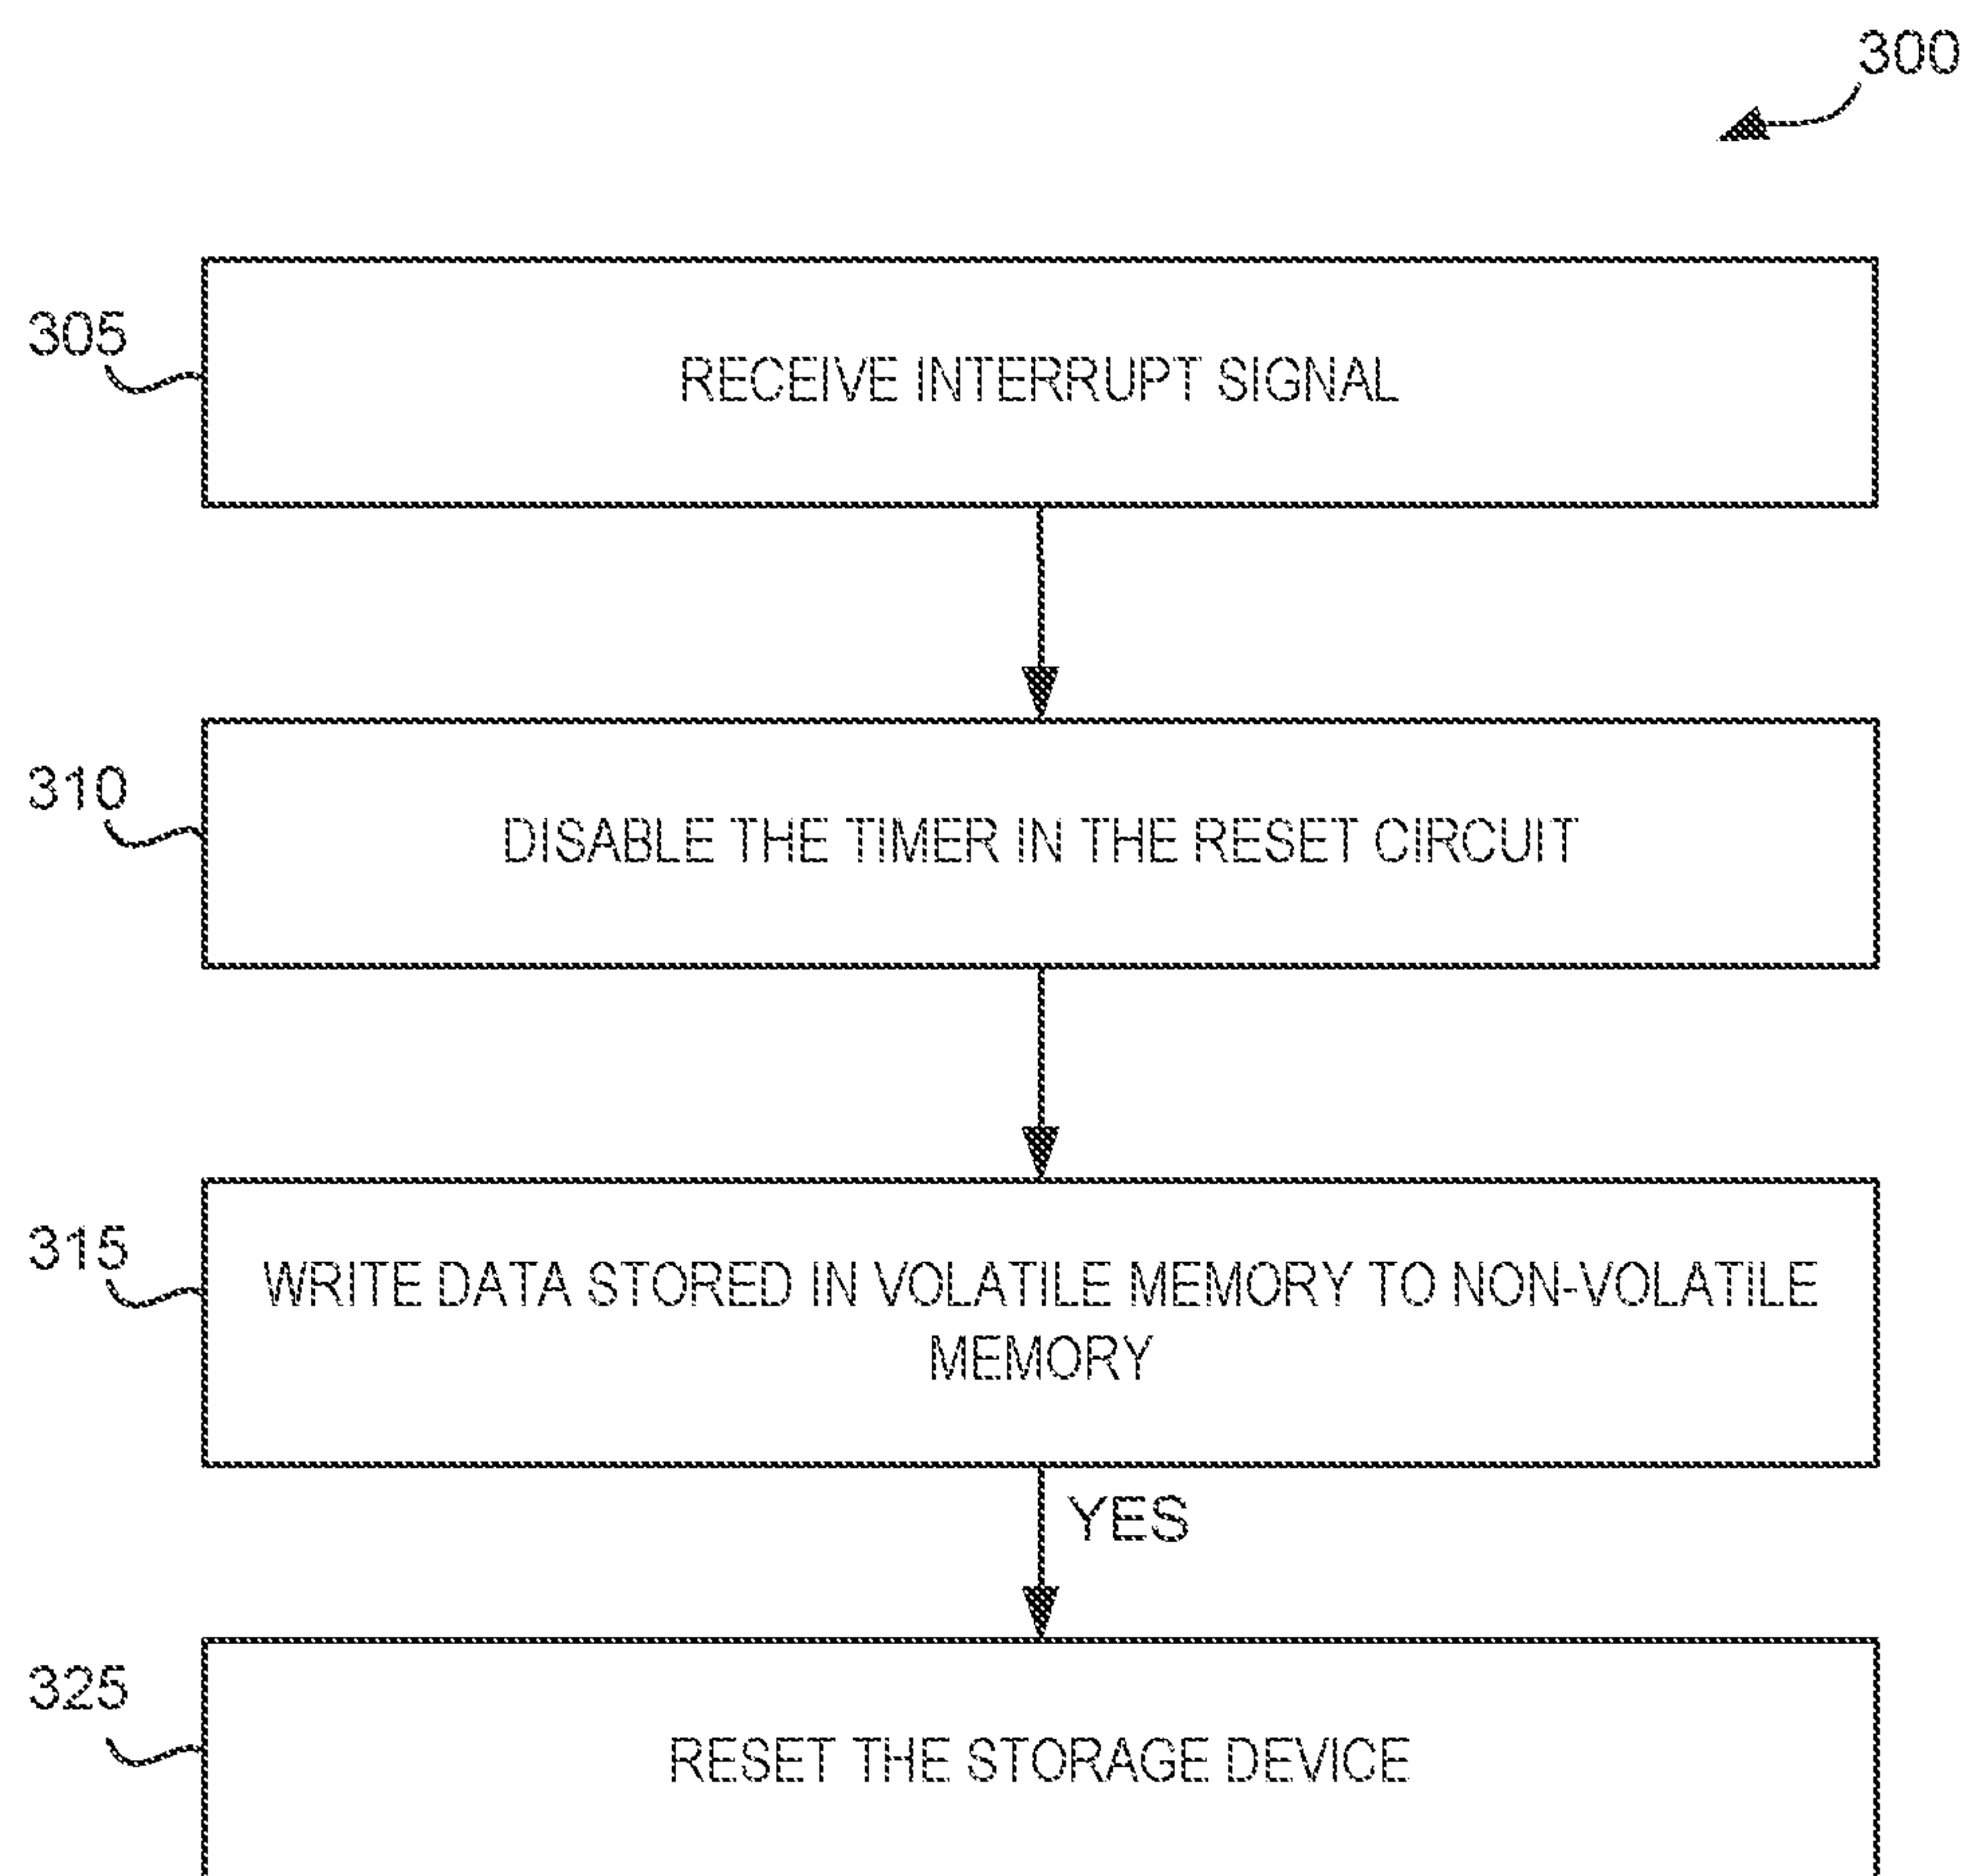 300
305
RECEIVE INTERRUPT SIGNAL
310
DISABLE THE TIMER IN THE RESET CIRCUIT
315
WRITE DATA STORED IN VOLATILE MEMORY TO NON-VOLATILE
MEMORY
YES
325
RESET THE STORAGE DEVICE